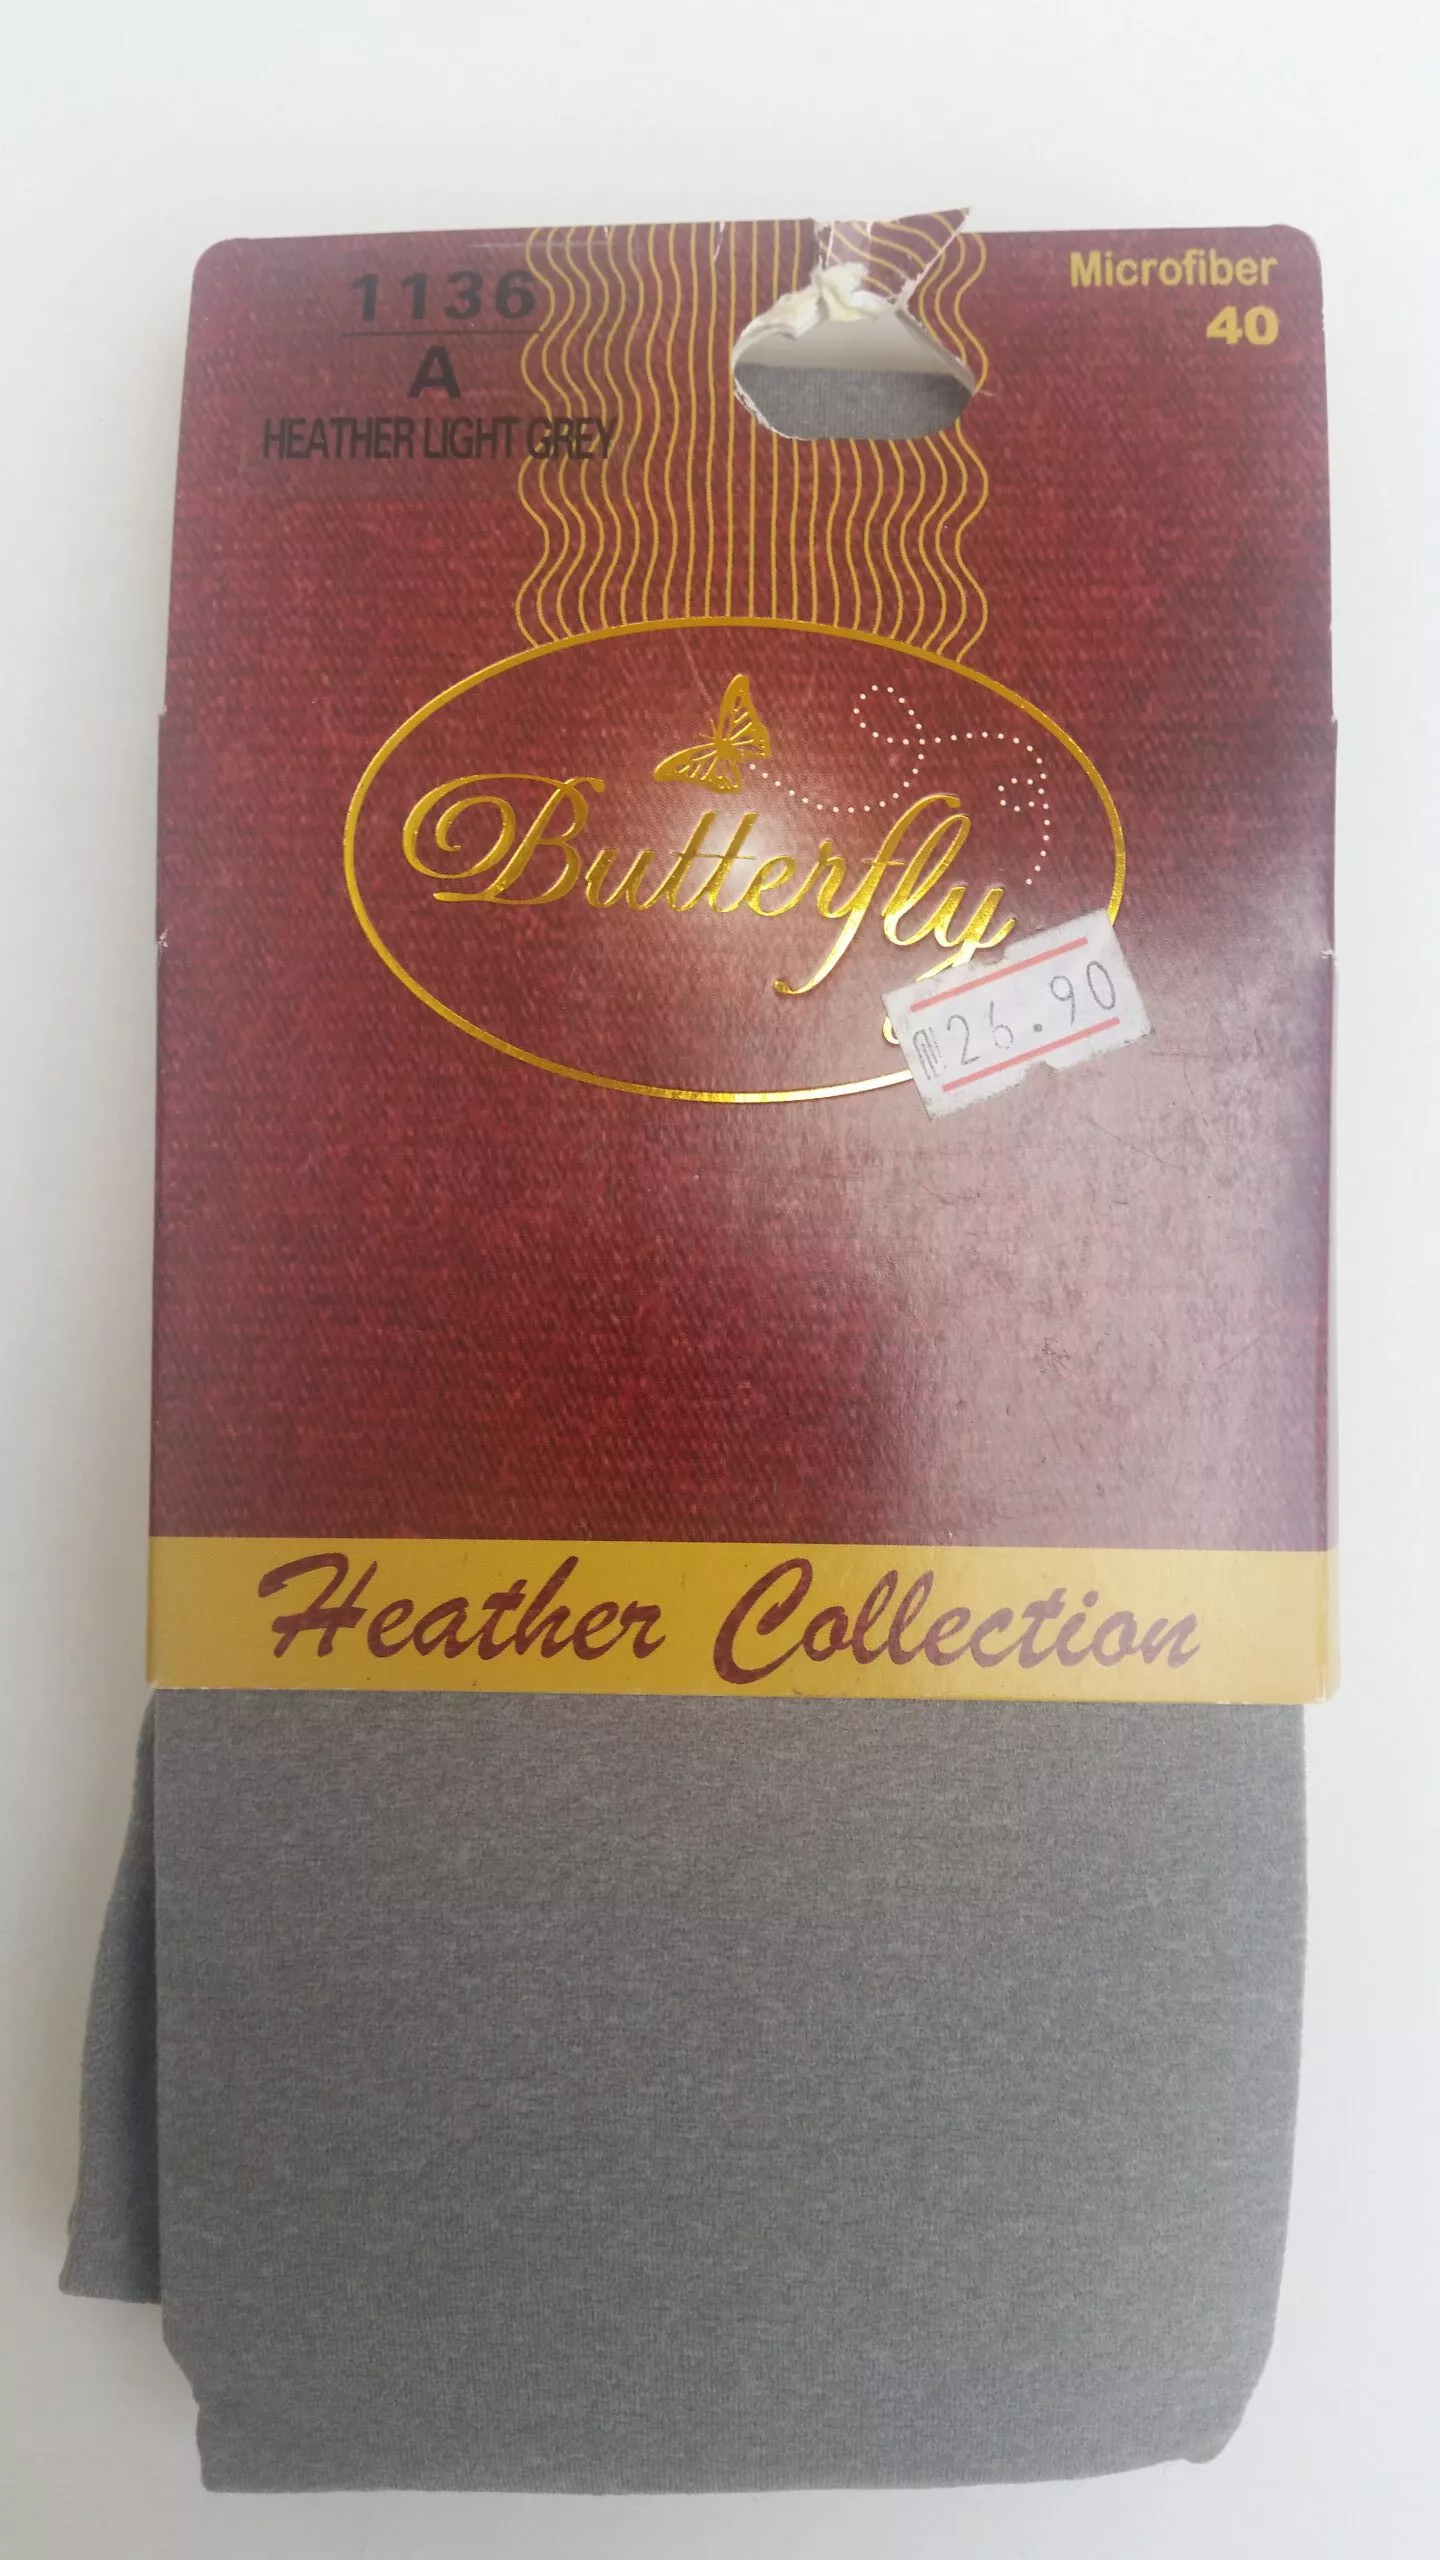 1136
A
HEATHER LIGHT GREY
Microfiber
40
Butterfly
₪26.90
Heather Collection